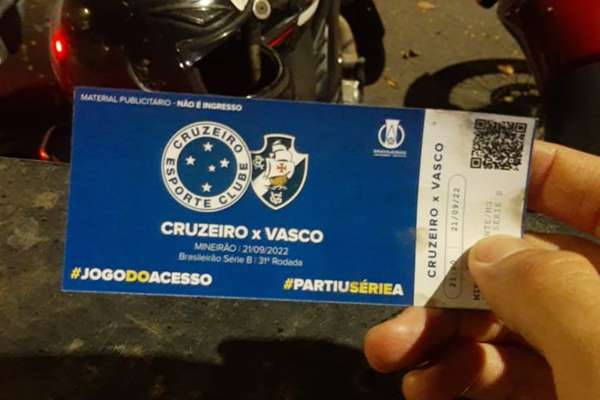 MATERIAL PUBLICITÁRIO - NÃO É INGRESSO
CRUZEIRO
ESPORTE CLUBE
CRUZEIRO x VASCO
MINEIRÃO | 21/09/2022
Brasileirão Série B | 31ª Rodada
#JOGODOACESSO
#PARTIUSÉRIEA
CRUZEIRO x VASCO
21/09/22
SÉRIE B